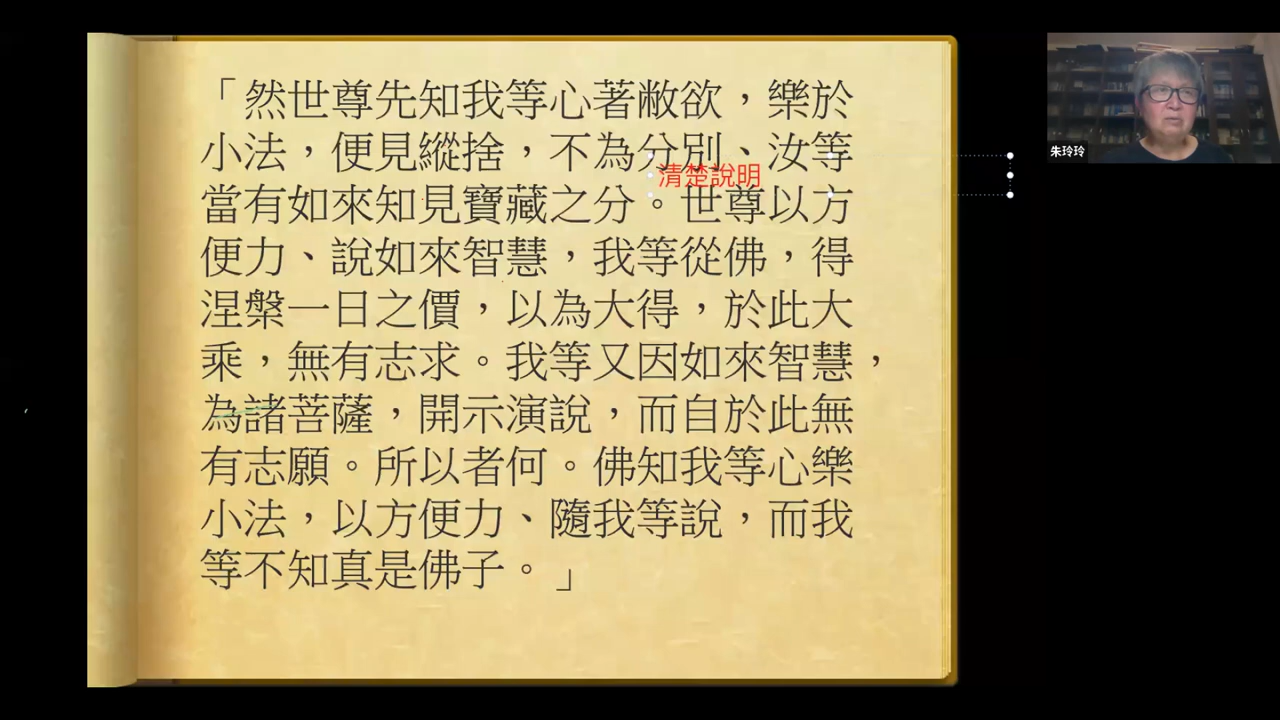 「然世尊先知我等心著敝欲，樂於
小法，便見縱捨，不為分別、汝等
清楚說明
當有如來知見寶藏之分。世尊以方
便力、說如來智慧，我等從佛，得
涅槃一日之價，以為大得，於此大
乘，無有志求。我等又因如來智慧，
為諸菩薩，開示演說，而自於此無
有志願。所以者何。佛知我等心樂
小法，以方便力、隨我等說，而我
等不知真是佛子。」
朱玲玲